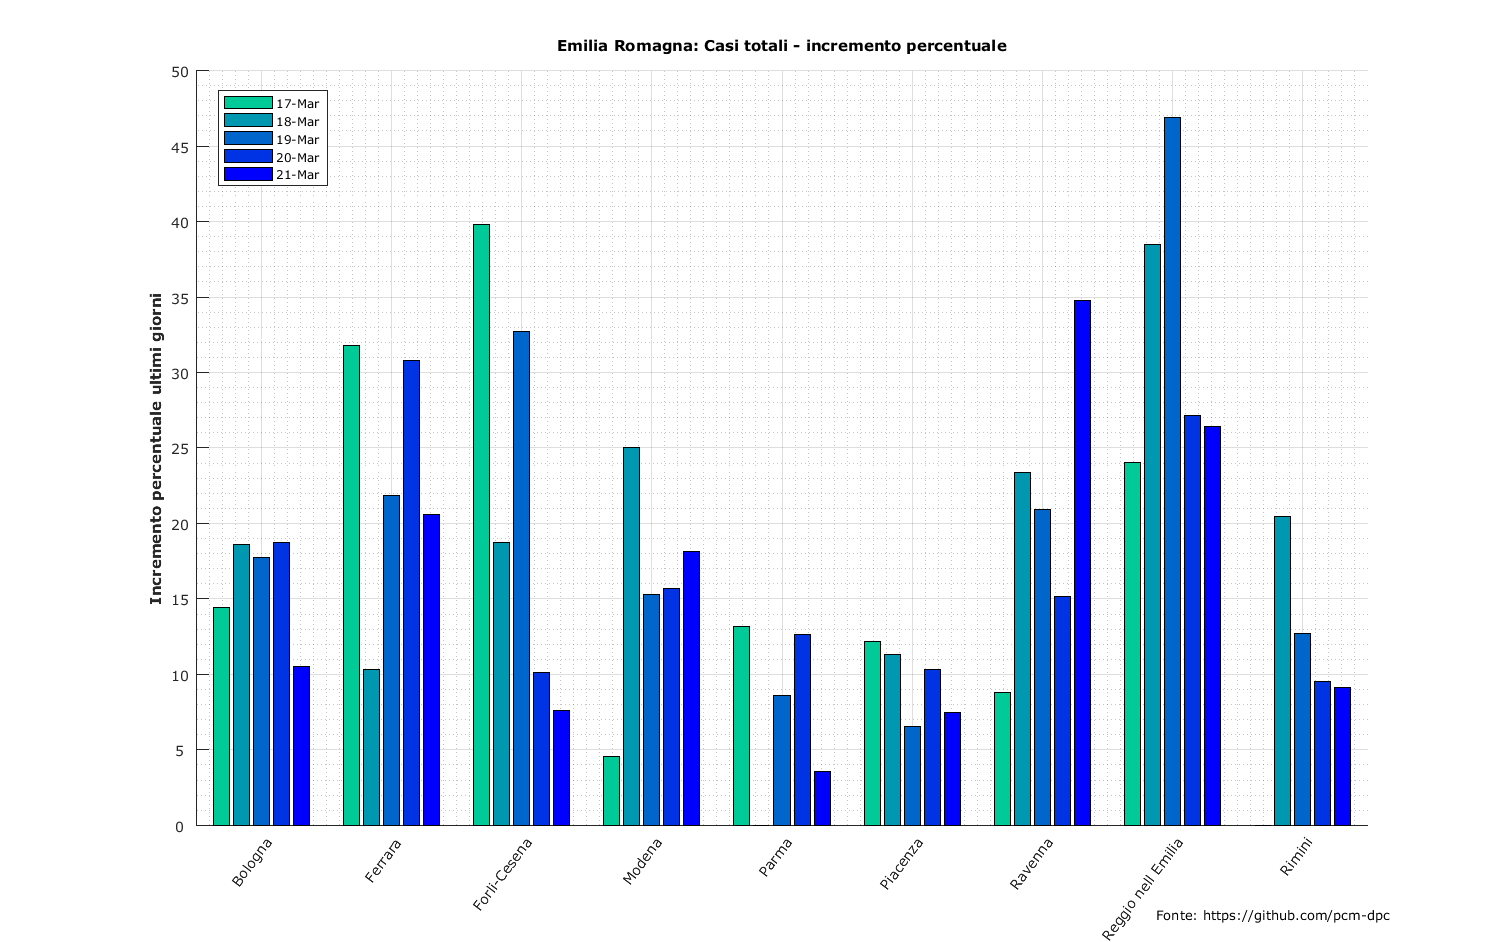 Emilia Romagna: Casi totali - incremento percentuale
Incremento percentuale ultimi giorni
50
45
40
35
30
25
20
15
10
5
0
17-Mar
18-Mar
19-Mar
20-Mar
21-Mar
Bologna
Ferrara
Forlì-Cesena
Modena
Parma
Piacenza
Ravenna
Reggio nell Emilia
Rimini
Fonte: https://github.com/pcm-dpc